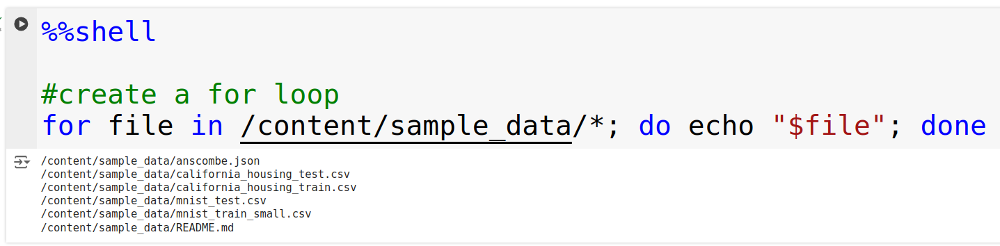 %%shell
#create a for loop
for file in /content/sample_data/*; do echo "$file"; done
/content/sample_data/anscombe.json
/content/sample_data/california_housing_test.csv
/content/sample_data/california_housing_train.csv
/content/sample_data/mnist_test.csv
/content/sample_data/mnist_train_small.csv
/content/sample_data/README.md